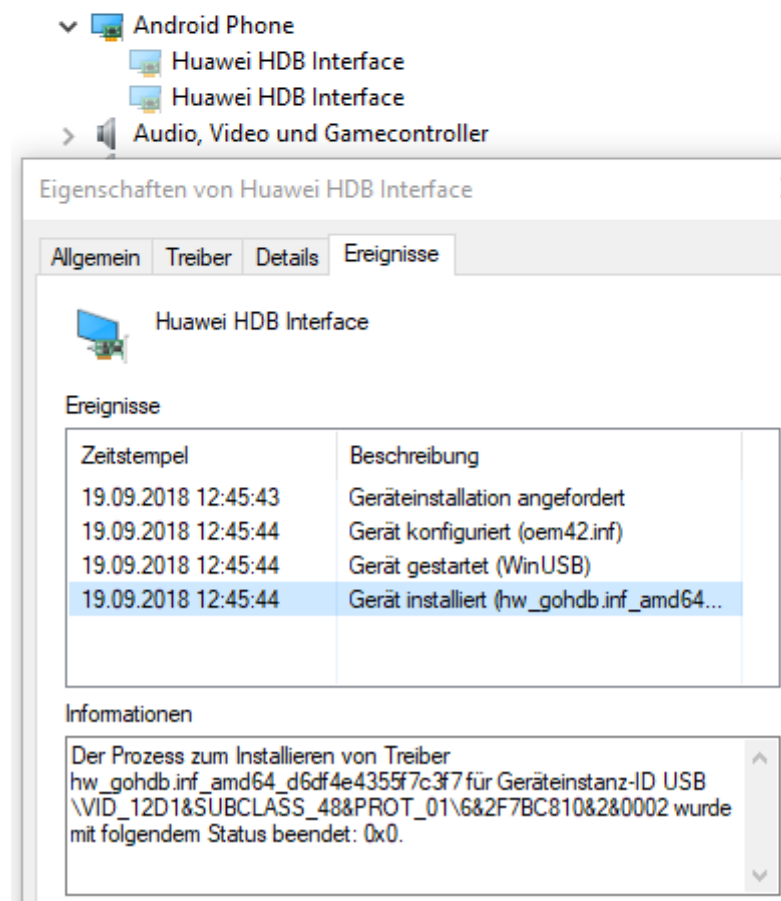 Android Phone
Huawei HDB Interface
Huawei HDB Interface
Audio, Video und Gamecontroller
Eigenschaften von Huawei HDB Interface
Allgemein Treiber Details Ereignisse
Huawei HDB Interface
Ereignisse
Zeitstempel Beschreibung
19.09.2018 12:45:43 Geräteinstallation angefordert
19.09.2018 12:45:44 Gerät konfiguriert (oem42.inf)
19.09.2018 12:45:44 Gerät gestartet (WinUSB)
19.09.2018 12:45:44 Gerät installiert (hw_gohdb.inf_amd64...
Informationen
Der Prozess zum Installieren von Treiber
hw_gohdb.inf_amd64_d6df4e4355f7c3f7 für Geräteinstanz-ID USB
\VID_12D1&SUBCLASS_48&PROT_01\6&2F7BC810&2&0002 wurde
mit folgendem Status beendet: 0x0.